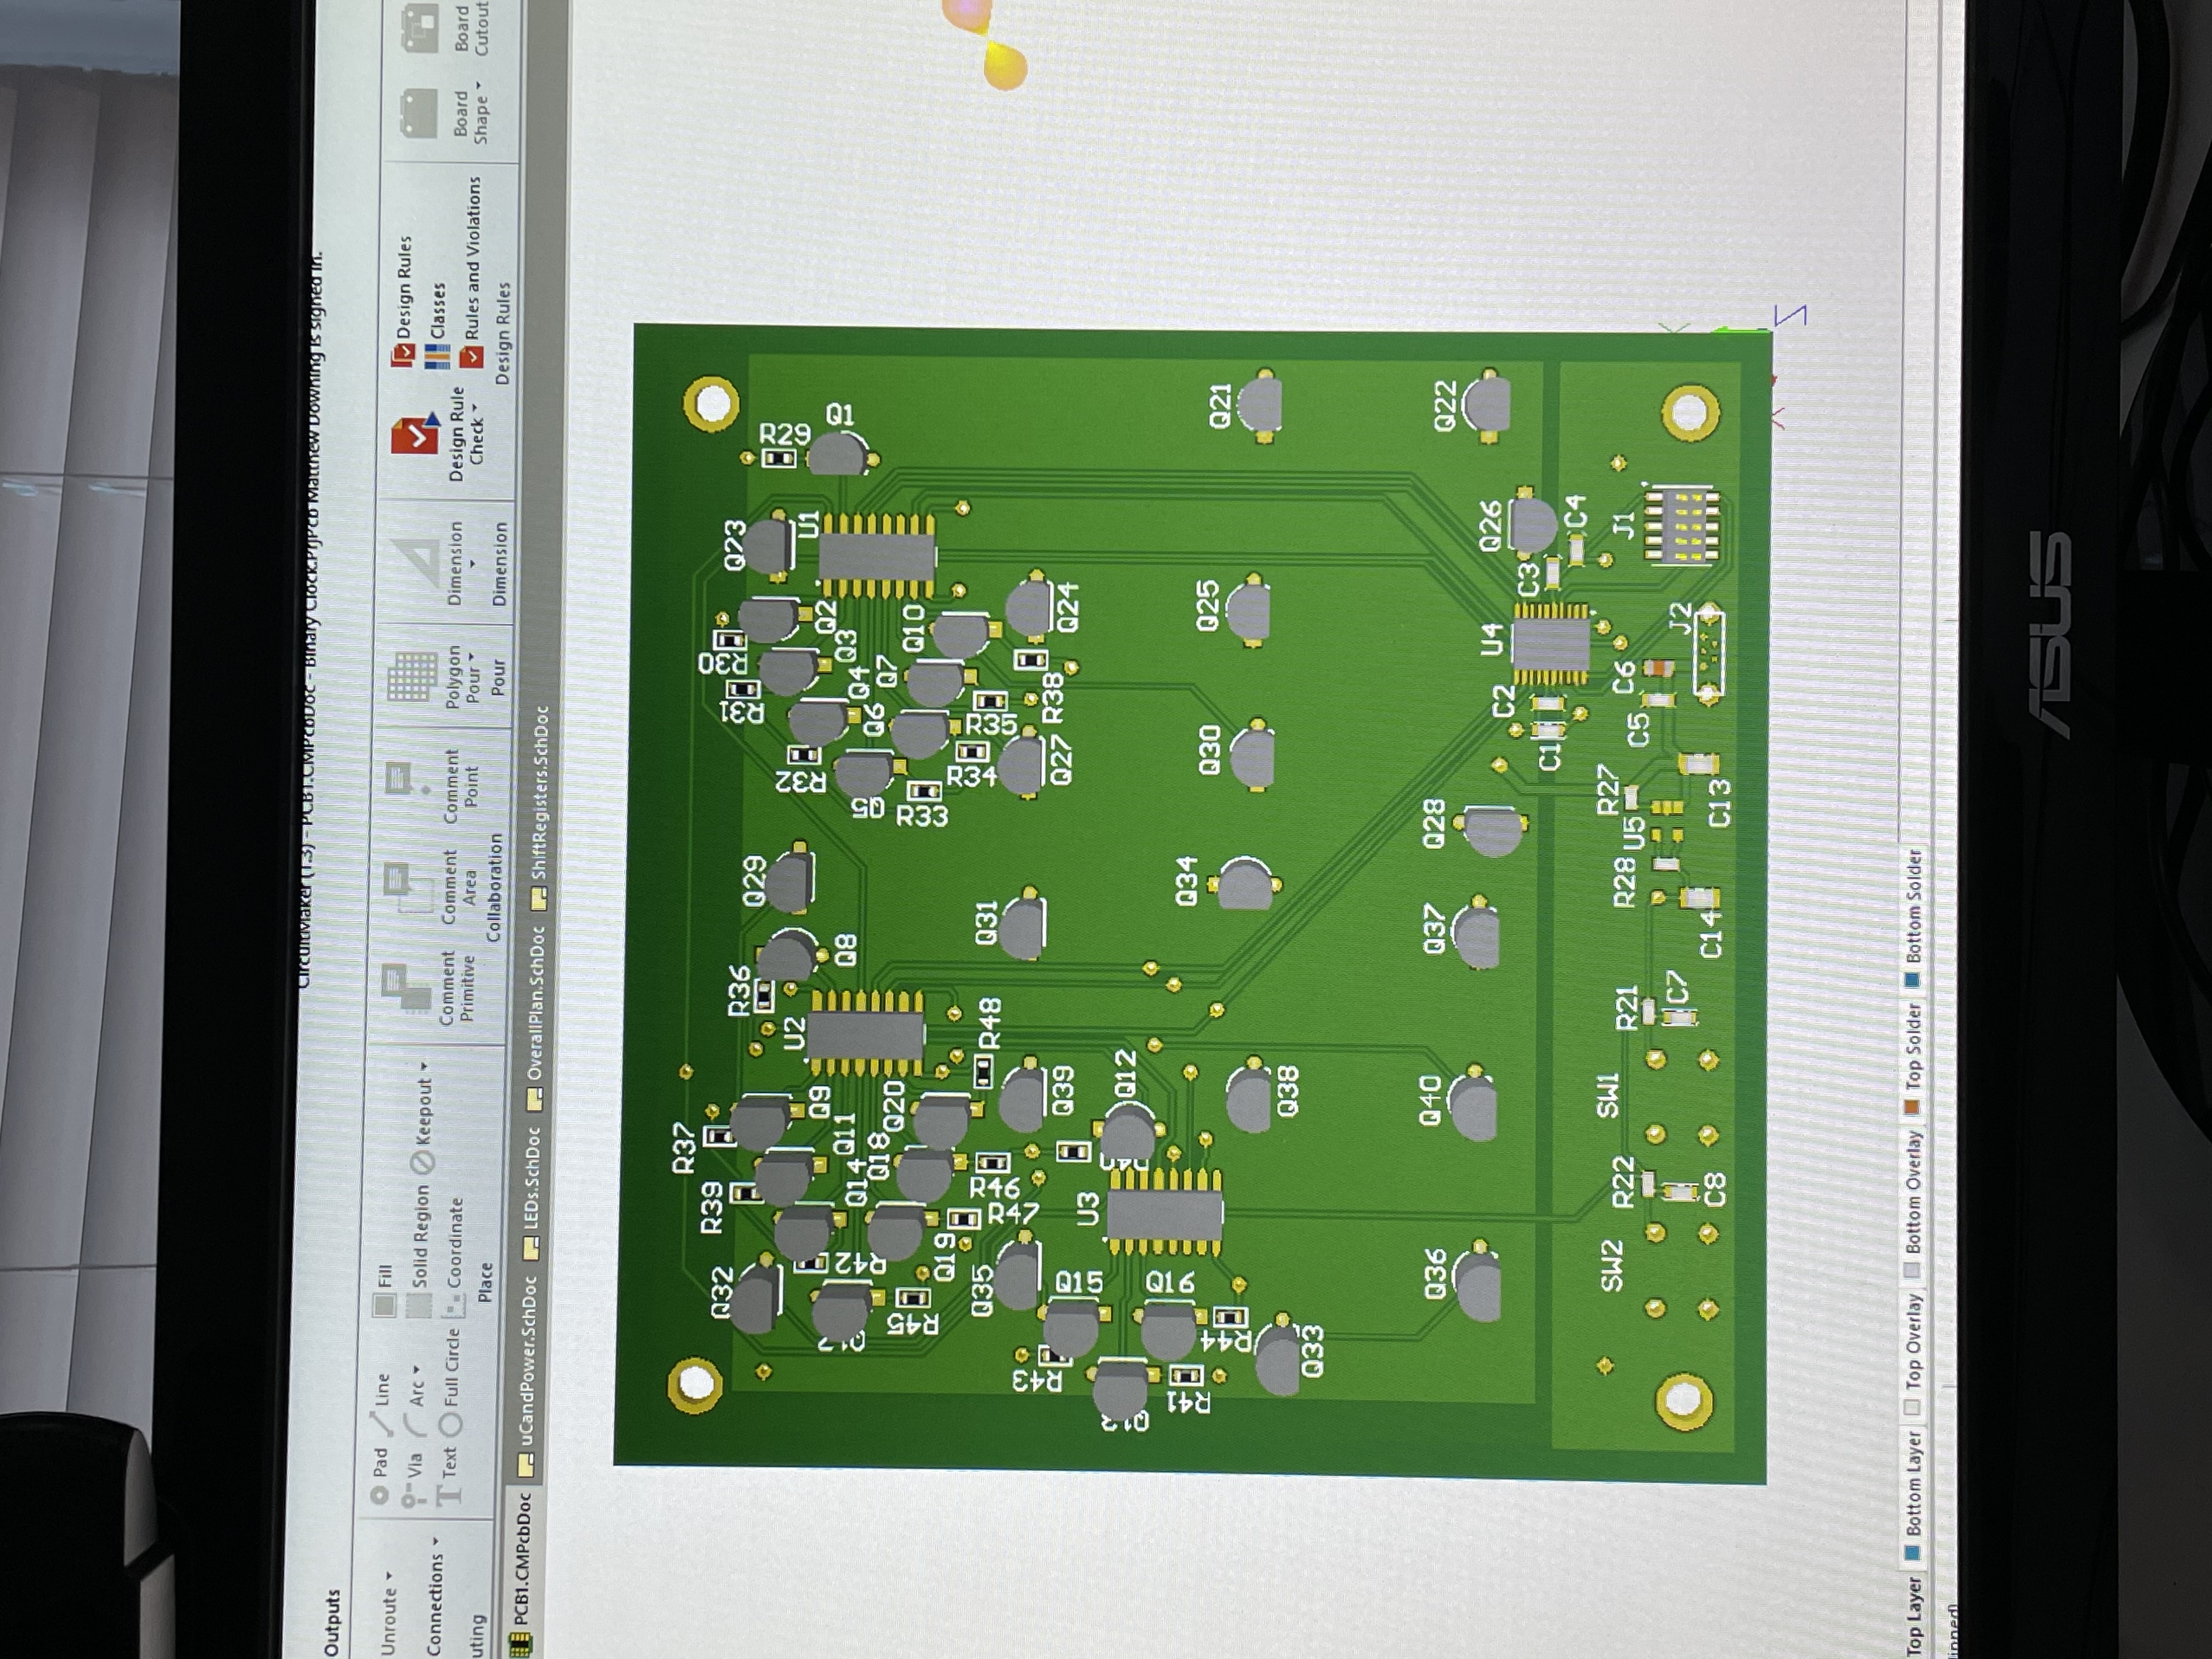 CircuitMaker (1.3) - PCB1.CMPcbDoc - Binary Clock.PrjPcb Matthew Downing is signed in.
Outputs
Unroute
Connections
uting
Pad
Line
Fill
Via
Arc
Solid Region
Keepout
Text
Full Circle
Coordinate
Place
Comment Primitive
Comment Area
Comment Point
Collaboration
Polygon Pour
Pour
Dimension
Dimension
Design Rule Check
Design Rules
Classes
Rules and Violations
Design Rules
Board Shape
Board Cutout
PCB1.CMPcbDoc
uCandPower.SchDoc
LEDs.SchDoc
OverallPlan.SchDoc
ShiftRegisters.SchDoc
R37
Q32
R39
R36
Q29
R31
R30
Q23
R29
U2
R32
U1
Q9
Q11
Q8
Q2
Q3
Q1
R42
Q14
Q5
Q4
Q6
Q18
Q7
Q20
R45
R33
Q10
Q19
Q35
R47
R46
R48
Q31
R34
R35
R43
Q39
Q27
R38
Q24
Q15
U3
Q12
Q13
R41
Q16
R44
Q34
Q30
Q25
Q21
Q38
Q33
Q36
Q40
Q37
Q28
Q22
C2
U4
Q26
C1
C3
C4
SW2
R22
SW1
R21
R28
U5
R27
C5
C6
J1
C8
C7
C14
C13
J2
Z
Top Layer
Bottom Layer
Top Overlay
Bottom Overlay
Top Solder
Bottom Solder
ASUS